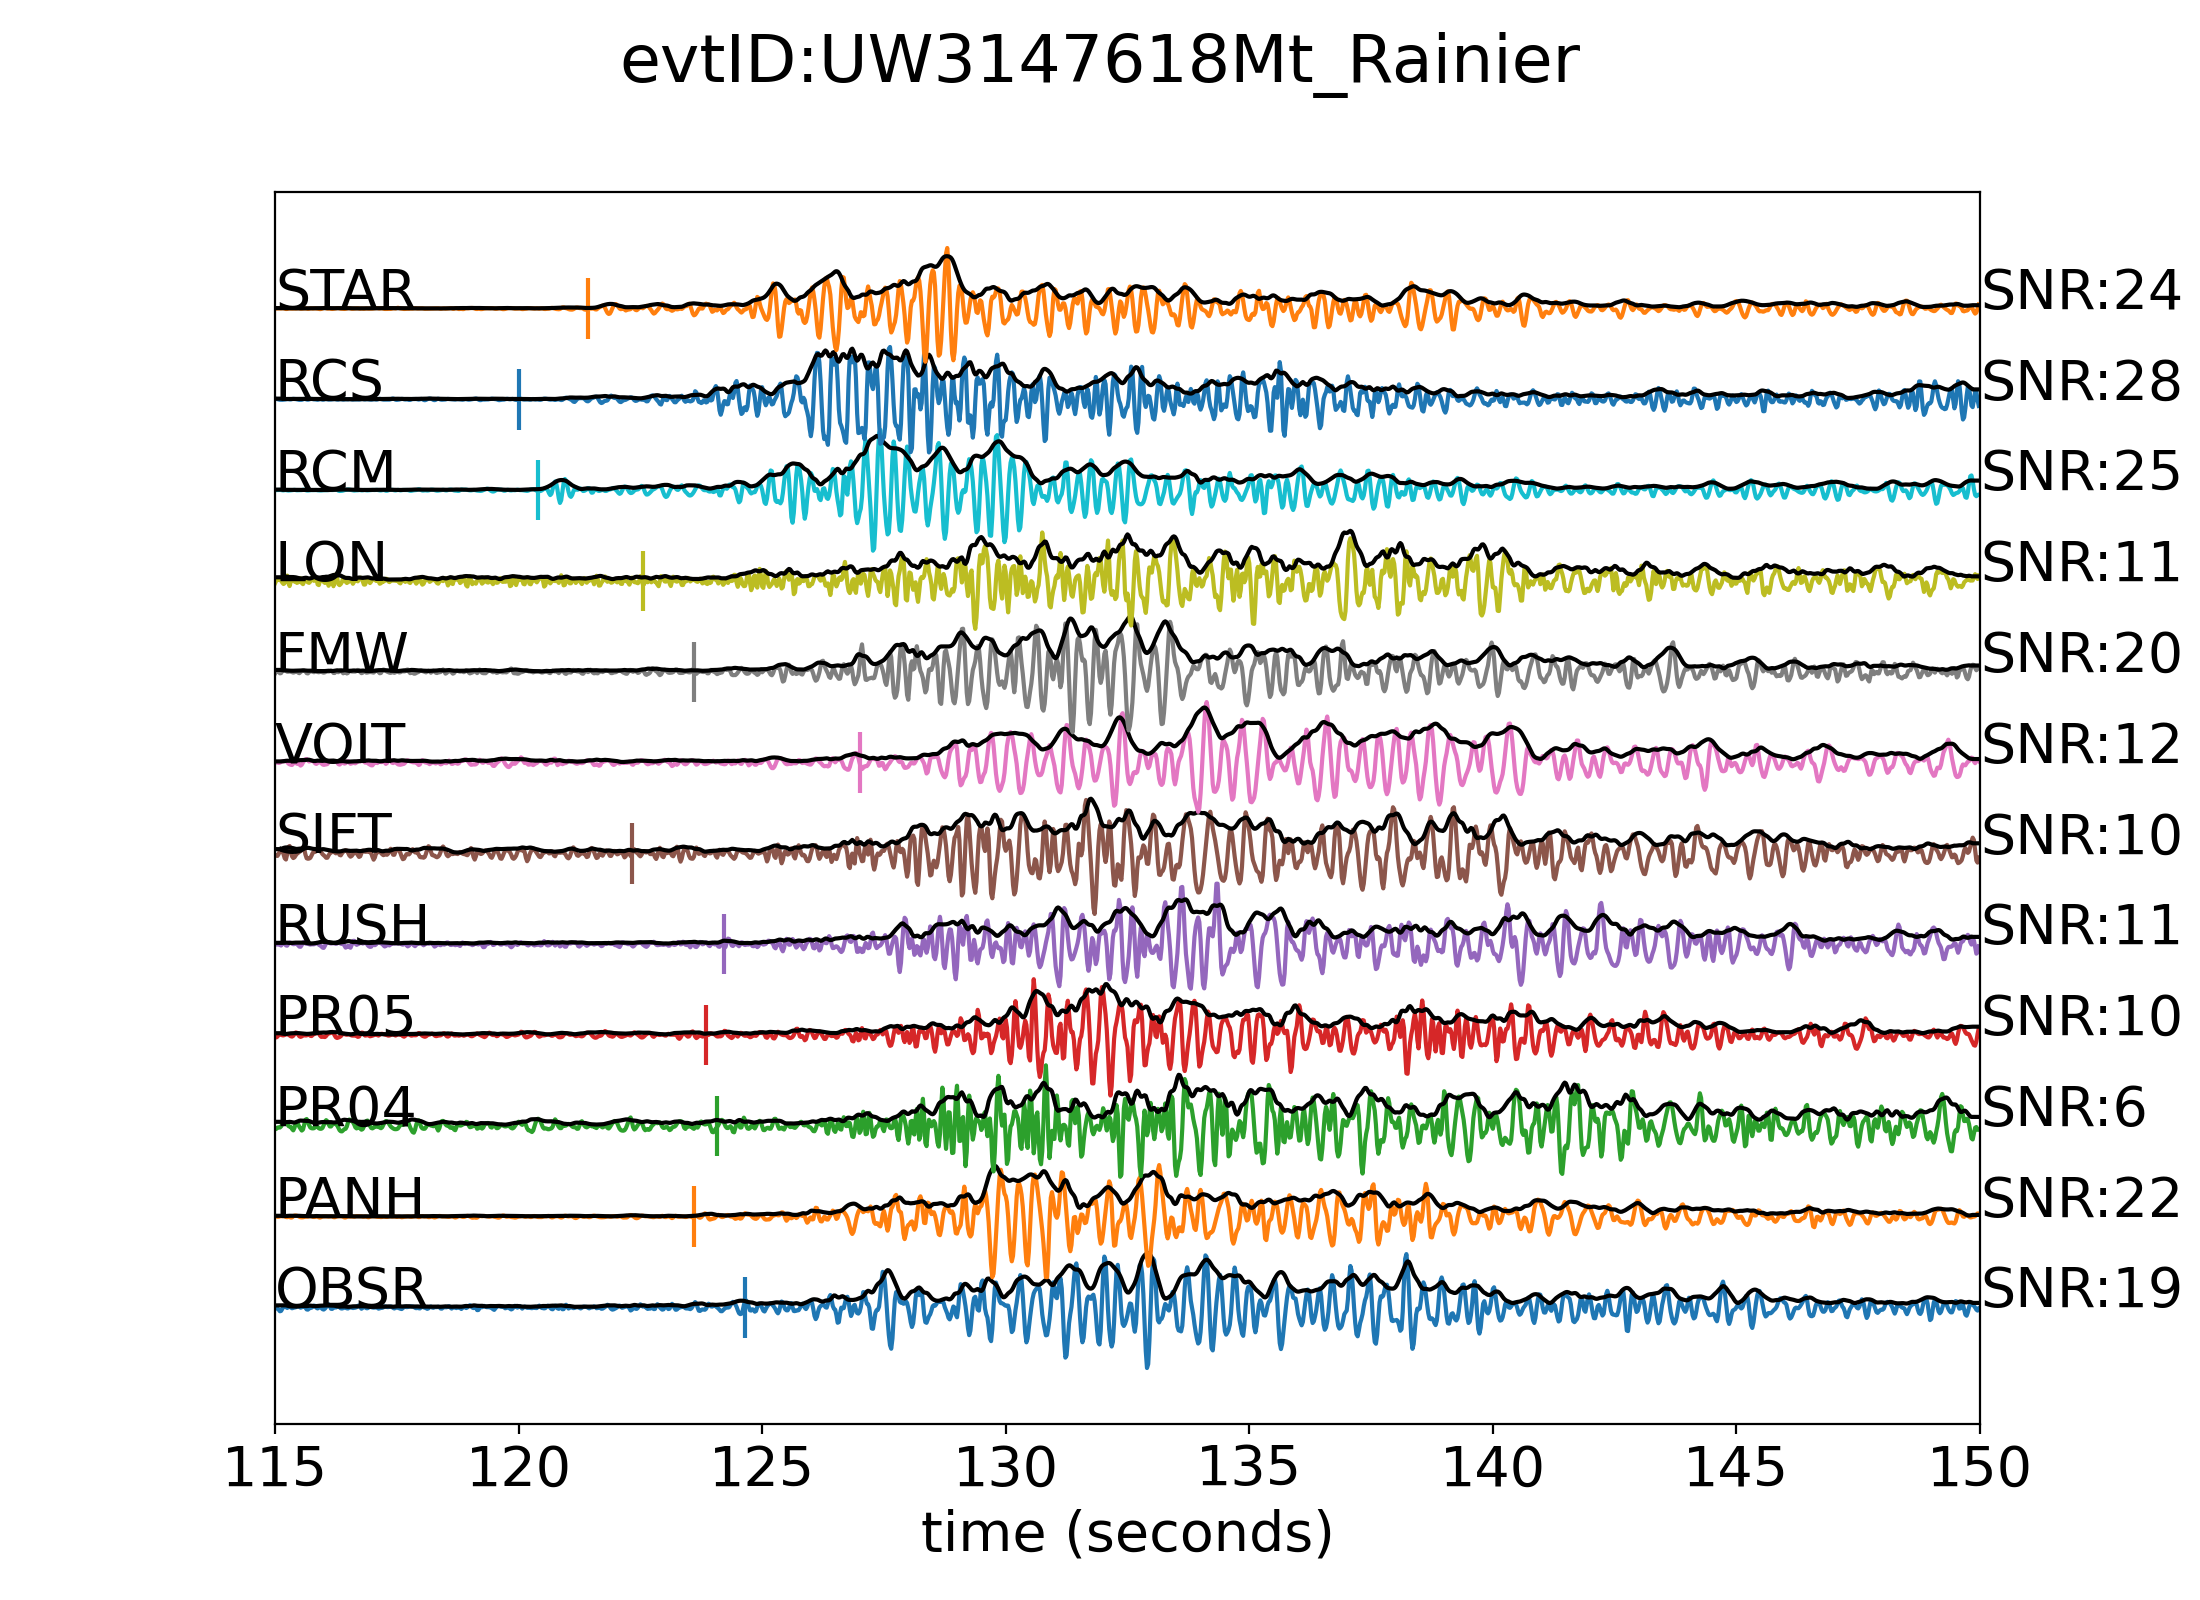 evtID:UW3147618Mt_Rainier
STAR SNR:24
RCS SNR:28
RCM SNR:25
LON SNR:11
FMW SNR:20
VOIT SNR:12
SIFT SNR:10
RUSH SNR:11
PR05 SNR:10
PR04 SNR:6
PANH SNR:22
OBSR SNR:19
115 120 125 130 135 140 145 150
time (seconds)